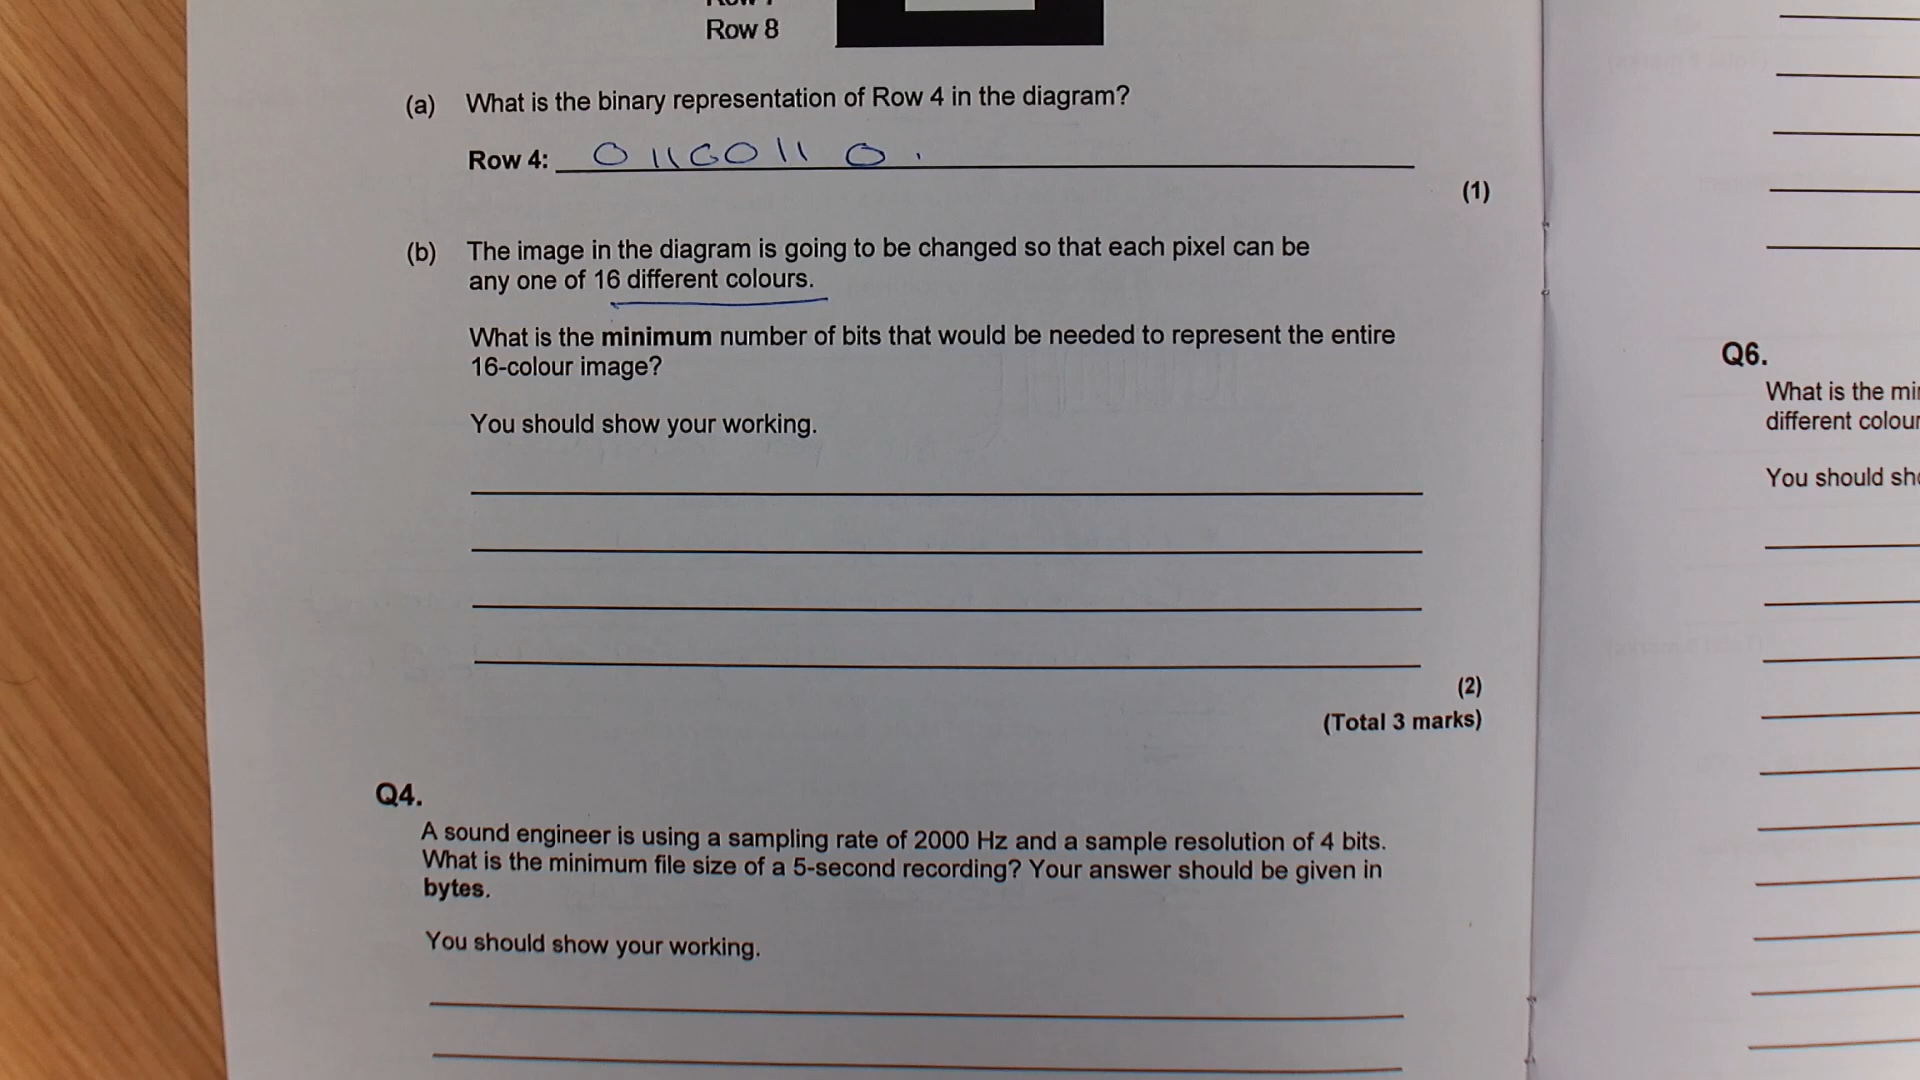 Row 8
(a) What is the binary representation of Row 4 in the diagram?
Row 4: 0 110011 0 .
(1)
(b) The image in the diagram is going to be changed so that each pixel can be
any one of 16 different colours.
What is the minimum number of bits that would be needed to represent the entire
16-colour image?
You should show your working.
(2)
(Total 3 marks)
Q4.
A sound engineer is using a sampling rate of 2000 Hz and a sample resolution of 4 bits.
What is the minimum file size of a 5-second recording? Your answer should be given in
bytes.
You should show your working.
Q6.
What is the
different
You should